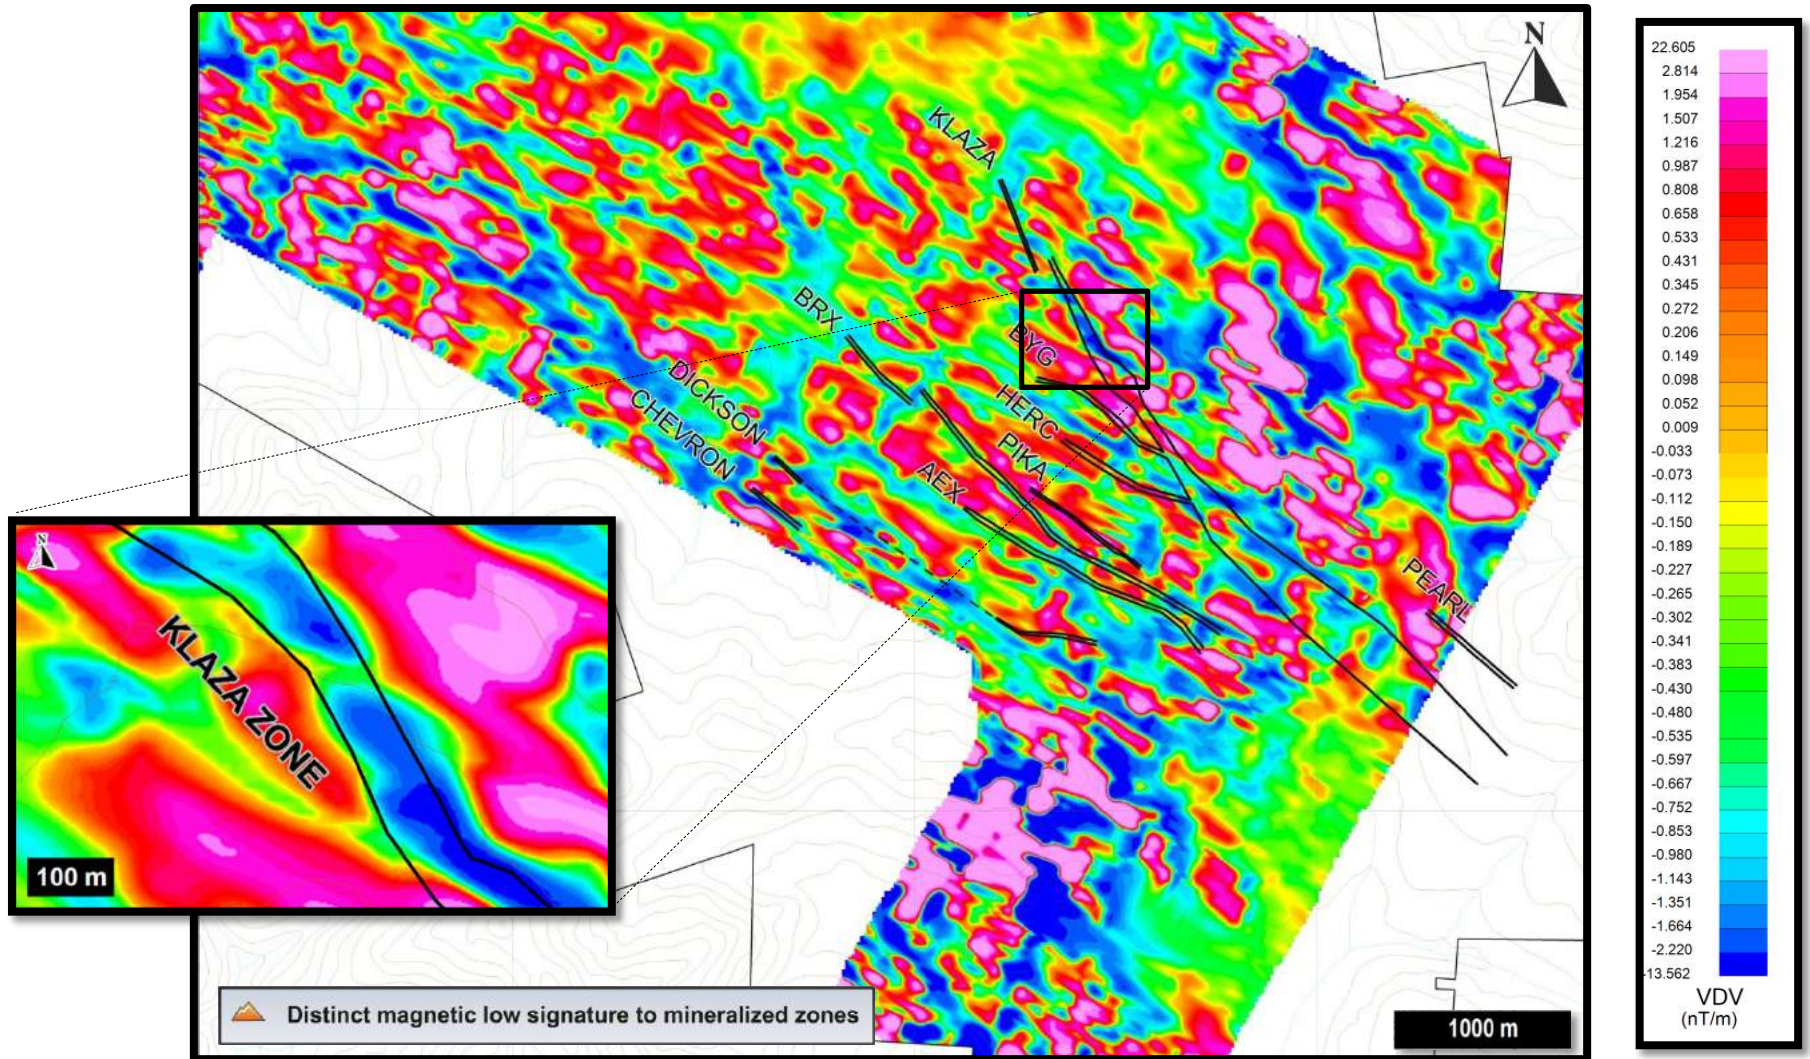 N
KLAZA
BRX
BYG
DICKSON
HERC
CHEVRON
PIKA
AEX
PEARL
N
KLAZA ZONE
100 m
Distinct magnetic low signature to mineralized zones
1000 m
22.605
2.814
1.954
1.507
1.216
0.987
0.808
0.658
0.533
0.431
0.345
0.272
0.206
0.149
0.098
0.052
0.009
-0.033
-0.073
-0.112
-0.150
-0.189
-0.227
-0.265
-0.302
-0.341
-0.383
-0.430
-0.480
-0.535
-0.597
-0.667
-0.752
-0.853
-0.980
-1.143
-1.351
-1.664
-2.220
-13.562
VDV
(nT/m)